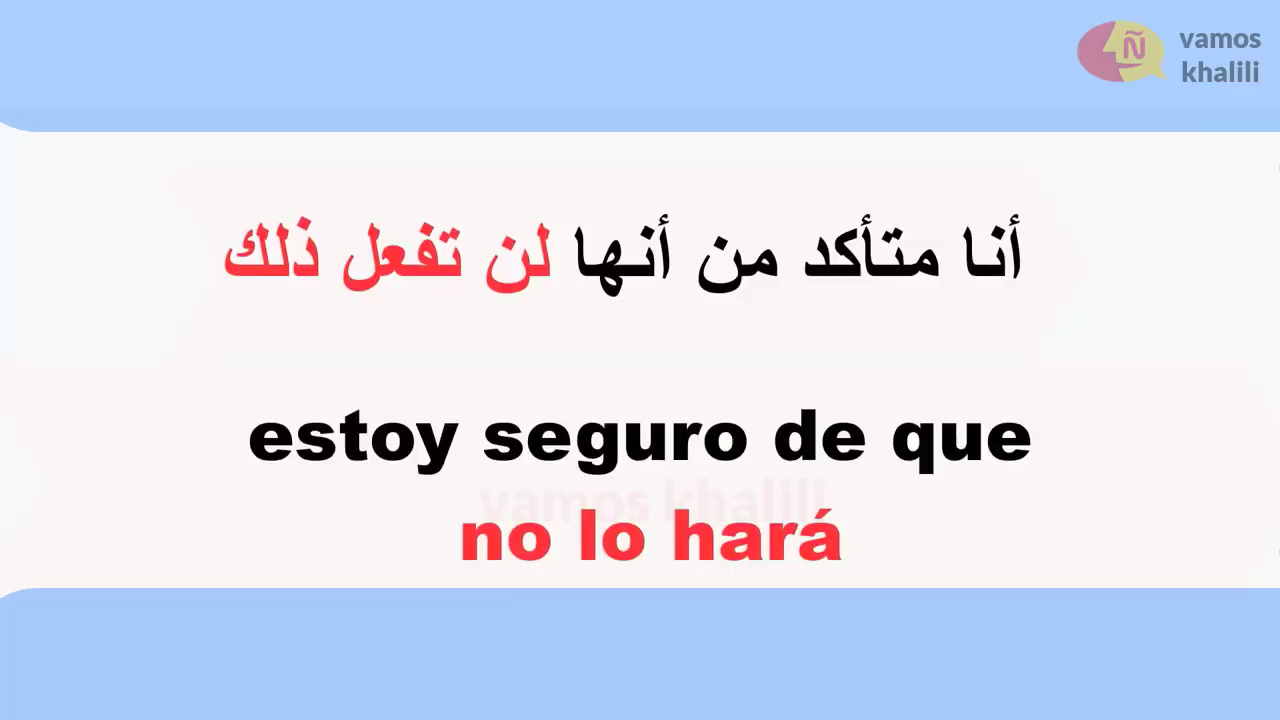 Ñ
vamos
khalili
أنا متأكد من أنها لن تفعل ذلك
estoy seguro de que
vamos khalili
no lo hará